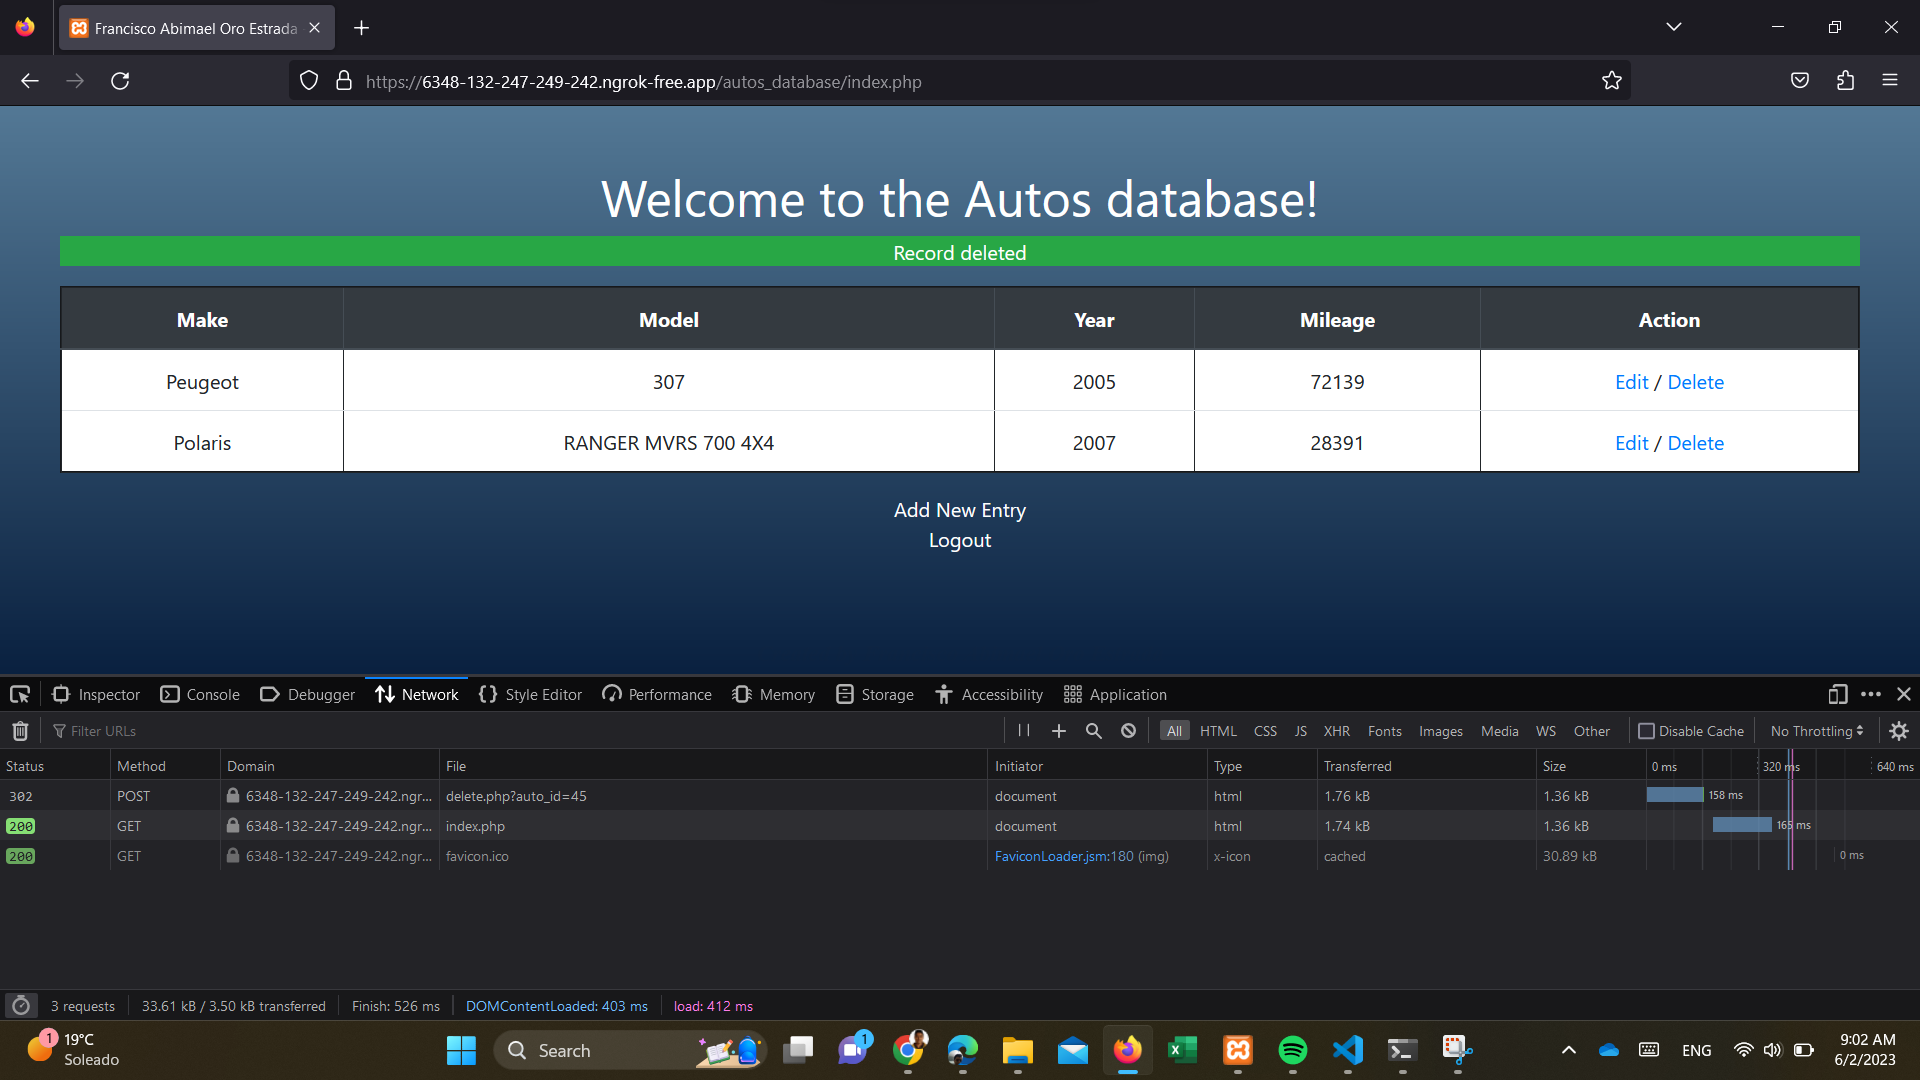 Francisco Abimael Oro Estrada
https://6348-132-247-249-242.ngrok-free.app/autos_database/index.php
Welcome to the Autos database!
Record deleted
Make Model Year Mileage Action
Peugeot 307 2005 72139 Edit / Delete
Polaris RANGER MVRS 700 4X4 2007 28391 Edit / Delete
Add New Entry
Logout
Inspector Console Debugger Network Style Editor Performance Memory Storage Accessibility Application
Filter URLs All HTML CSS JS XHR Fonts Images Media WS Other Disable Cache No Throttling
Status Method Domain File Initiator Type Transferred Size 0 ms 320 ms 640 ms
302 POST 6348-132-247-249-242.ngr... delete.php?auto_id=45 document html 1.76 kB 1.36 kB 158 ms
200 GET 6348-132-247-249-242.ngr... index.php document html 1.74 kB 1.36 kB 165 ms
200 GET 6348-132-247-249-242.ngr... favicon.ico FaviconLoader.jsm:180 (img) x-icon cached 30.89 kB 0 ms
3 requests 33.61 kB / 3.50 kB transferred Finish: 526 ms DOMContentLoaded: 403 ms load: 412 ms
1 19°C
Soleado
Search
1
ENG
9:02 AM
6/2/2023